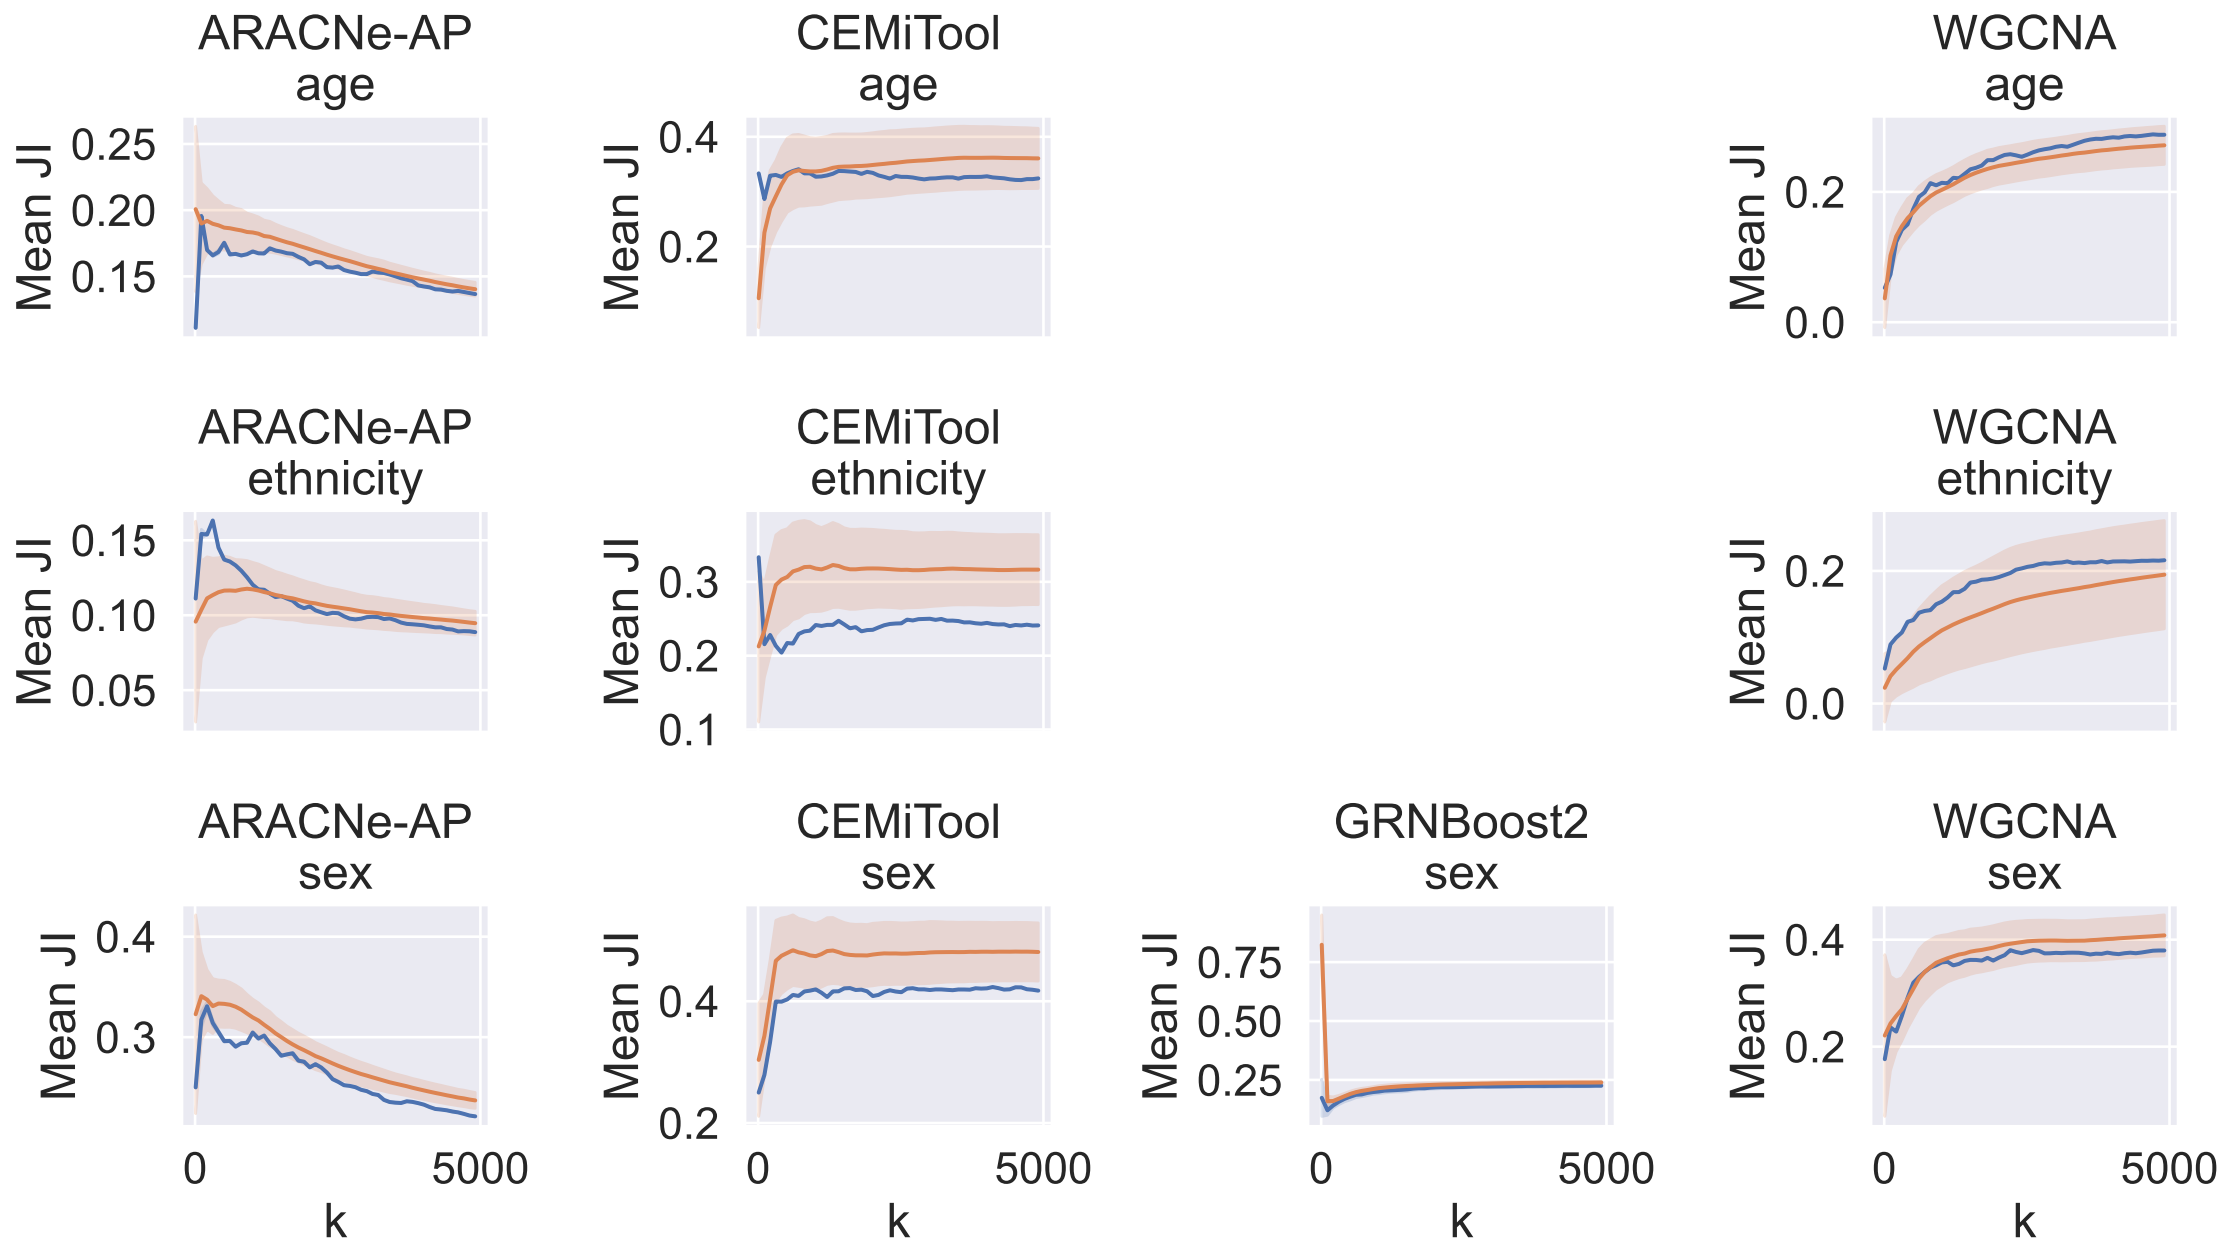 ARACNe-AP
age
CEMiTool
age
WGCNA
age
Mean JI
0.25
0.20
0.15
Mean JI
0.4
0.2
Mean JI
0.2
0.0
ARACNe-AP
ethnicity
CEMiTool
ethnicity
WGCNA
ethnicity
Mean JI
0.15
0.10
0.05
Mean JI
0.3
0.2
0.1
Mean JI
0.2
0.0
ARACNe-AP
sex
CEMiTool
sex
GRNBoost2
sex
WGCNA
sex
Mean JI
0.4
0.3
Mean JI
0.4
0.2
Mean JI
0.75
0.50
0.25
Mean JI
0.4
0.2
0 5000
k
0 5000
k
0 5000
k
0 5000
k